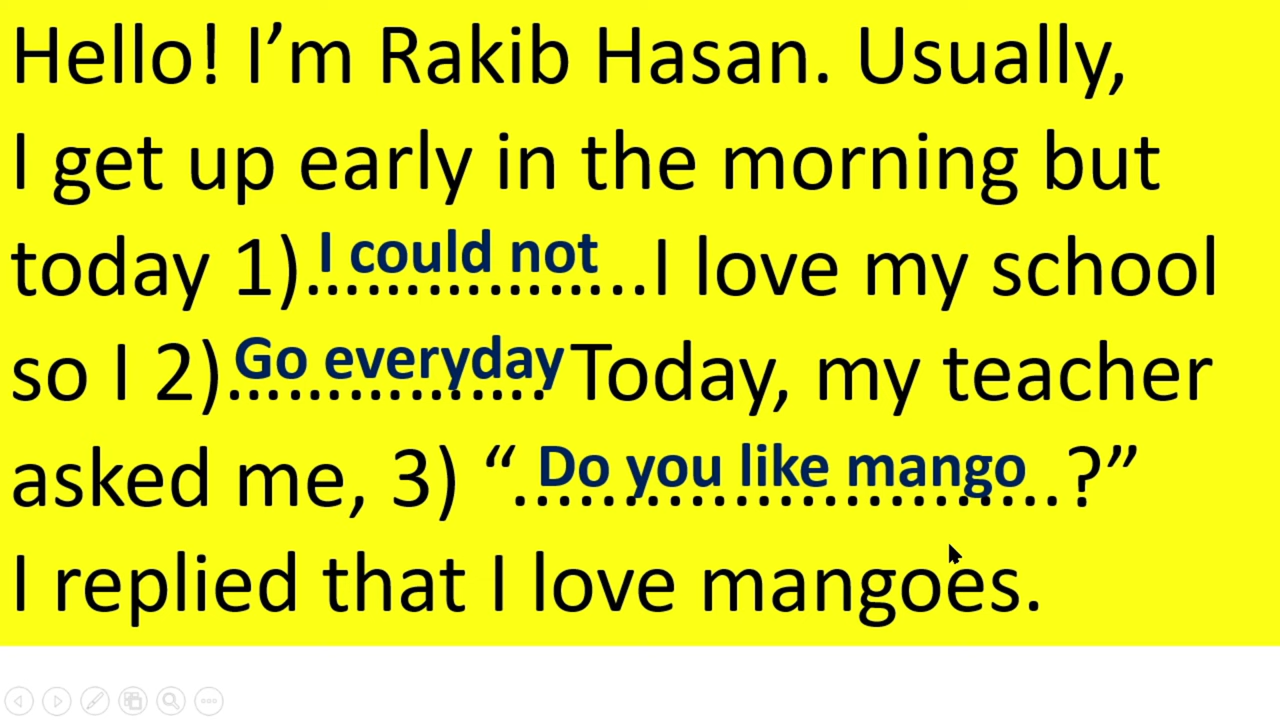 Hello! I’m Rakib Hasan. Usually,
I get up early in the morning but
today 1)I could not.................I love my school
so I 2)Go everyday................Today, my teacher
asked me, 3) “Do you like mango...........................?”
I replied that I love mangoes.